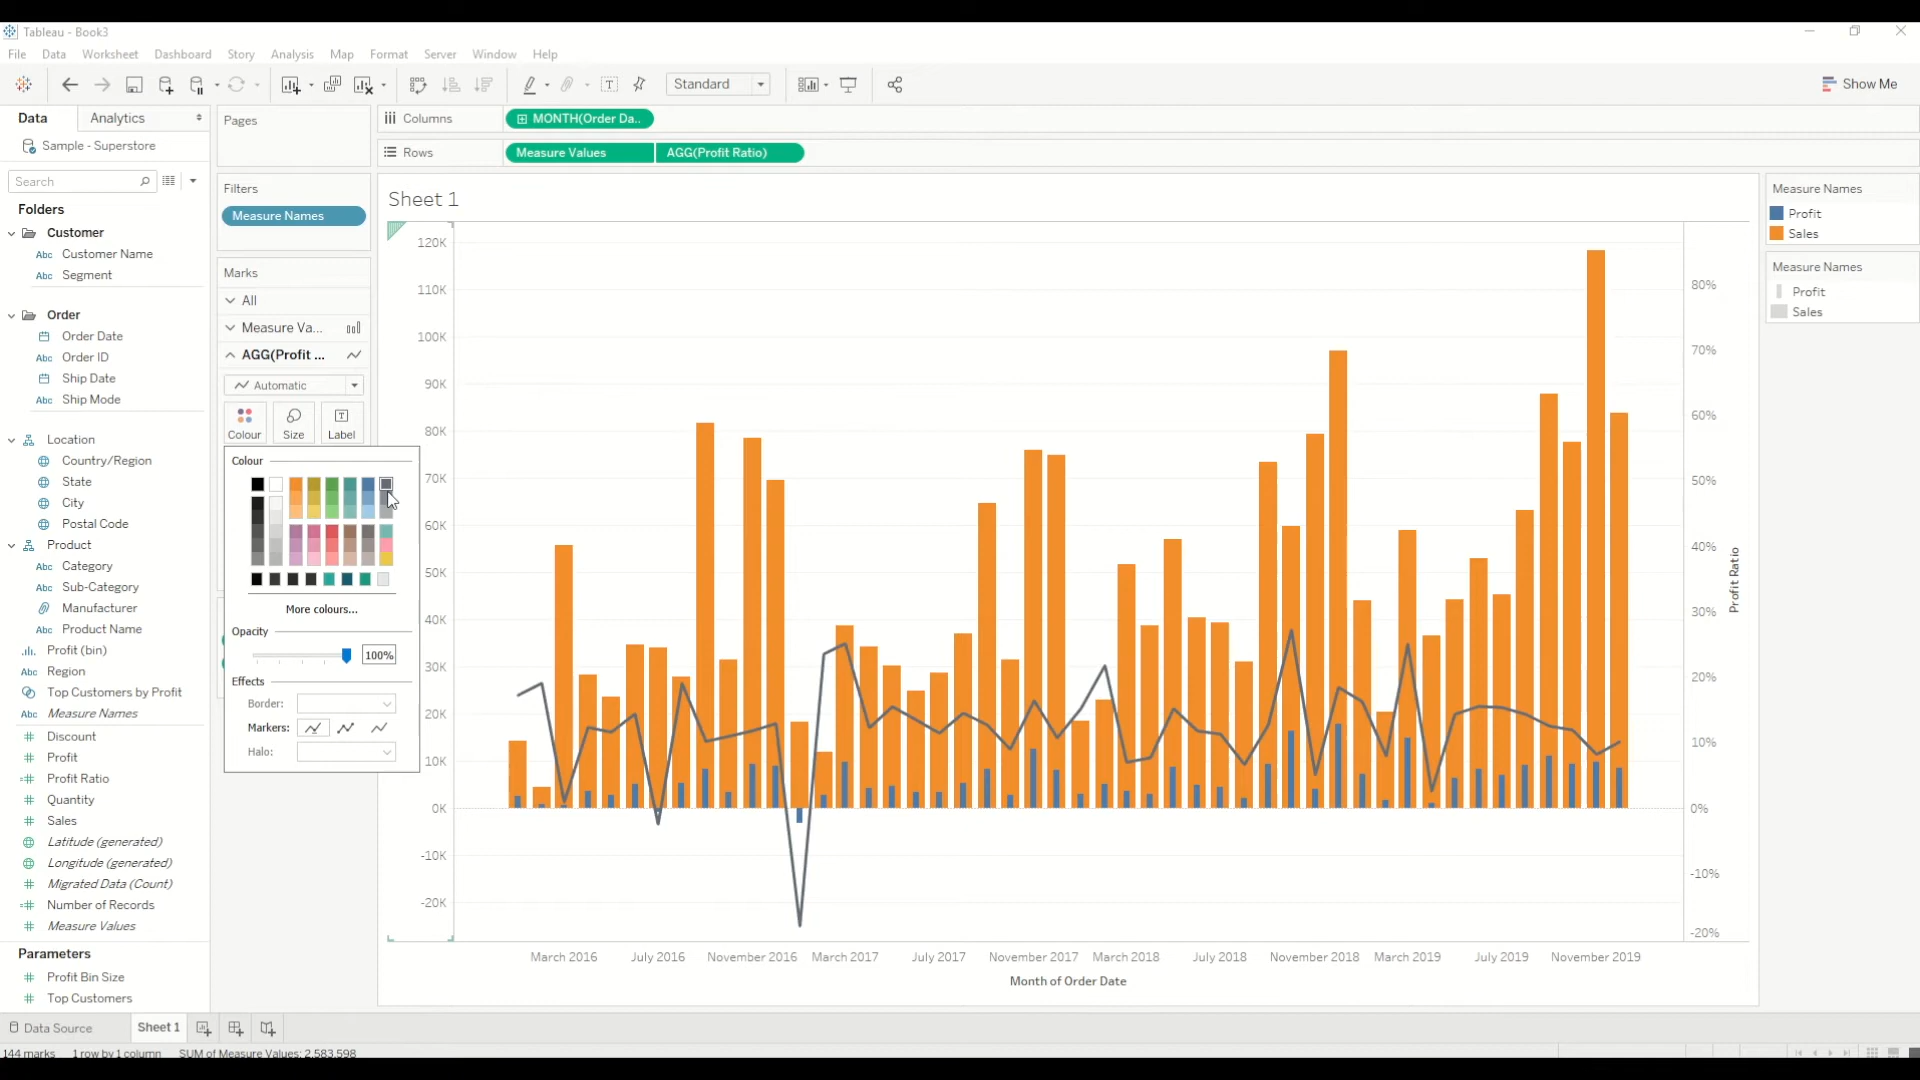 Tableau - Book3
File Data Worksheet Dashboard Story Analysis Map Format Server Window Help
Standard
Show Me
Data Analytics
Sample - Superstore
Search
Folders
Customer
Abc Customer Name
Abc Segment
Order
Order Date
Abc Order ID
Ship Date
Abc Ship Mode
Location
Country/Region
State
City
Postal Code
Product
Abc Category
Abc Sub-Category
Manufacturer
Abc Product Name
Profit (bin)
Abc Region
Top Customers by Profit
Abc Measure Names
# Discount
# Profit
=# Profit Ratio
# Quantity
# Sales
Latitude (generated)
Longitude (generated)
# Migrated Data (Count)
=# Number of Records
# Measure Values
Parameters
# Profit Bin Size
# Top Customers
Pages
Filters
Measure Names
Marks
All
Measure Va...
AGG(Profit ...
Automatic
Colour Size Label
Colour
More colours...
Opacity
100%
Effects
Border:
Markers:
Halo:
Columns MONTH(Order Da..
Rows Measure Values AGG(Profit Ratio)
Sheet 1
120K
110K
100K
90K
80K
70K
60K
50K
40K
30K
20K
10K
0K
-10K
-20K
80%
70%
60%
50%
40%
30%
20%
10%
0%
-10%
-20%
Profit Ratio
March 2016 July 2016 November 2016 March 2017 July 2017 November 2017 March 2018 July 2018 November 2018 March 2019 July 2019 November 2019
Month of Order Date
Measure Names
Profit
Sales
Measure Names
Profit
Sales
Data Source Sheet 1
144 marks 1 row by 1 column SUM of Measure Values: 2,583,598